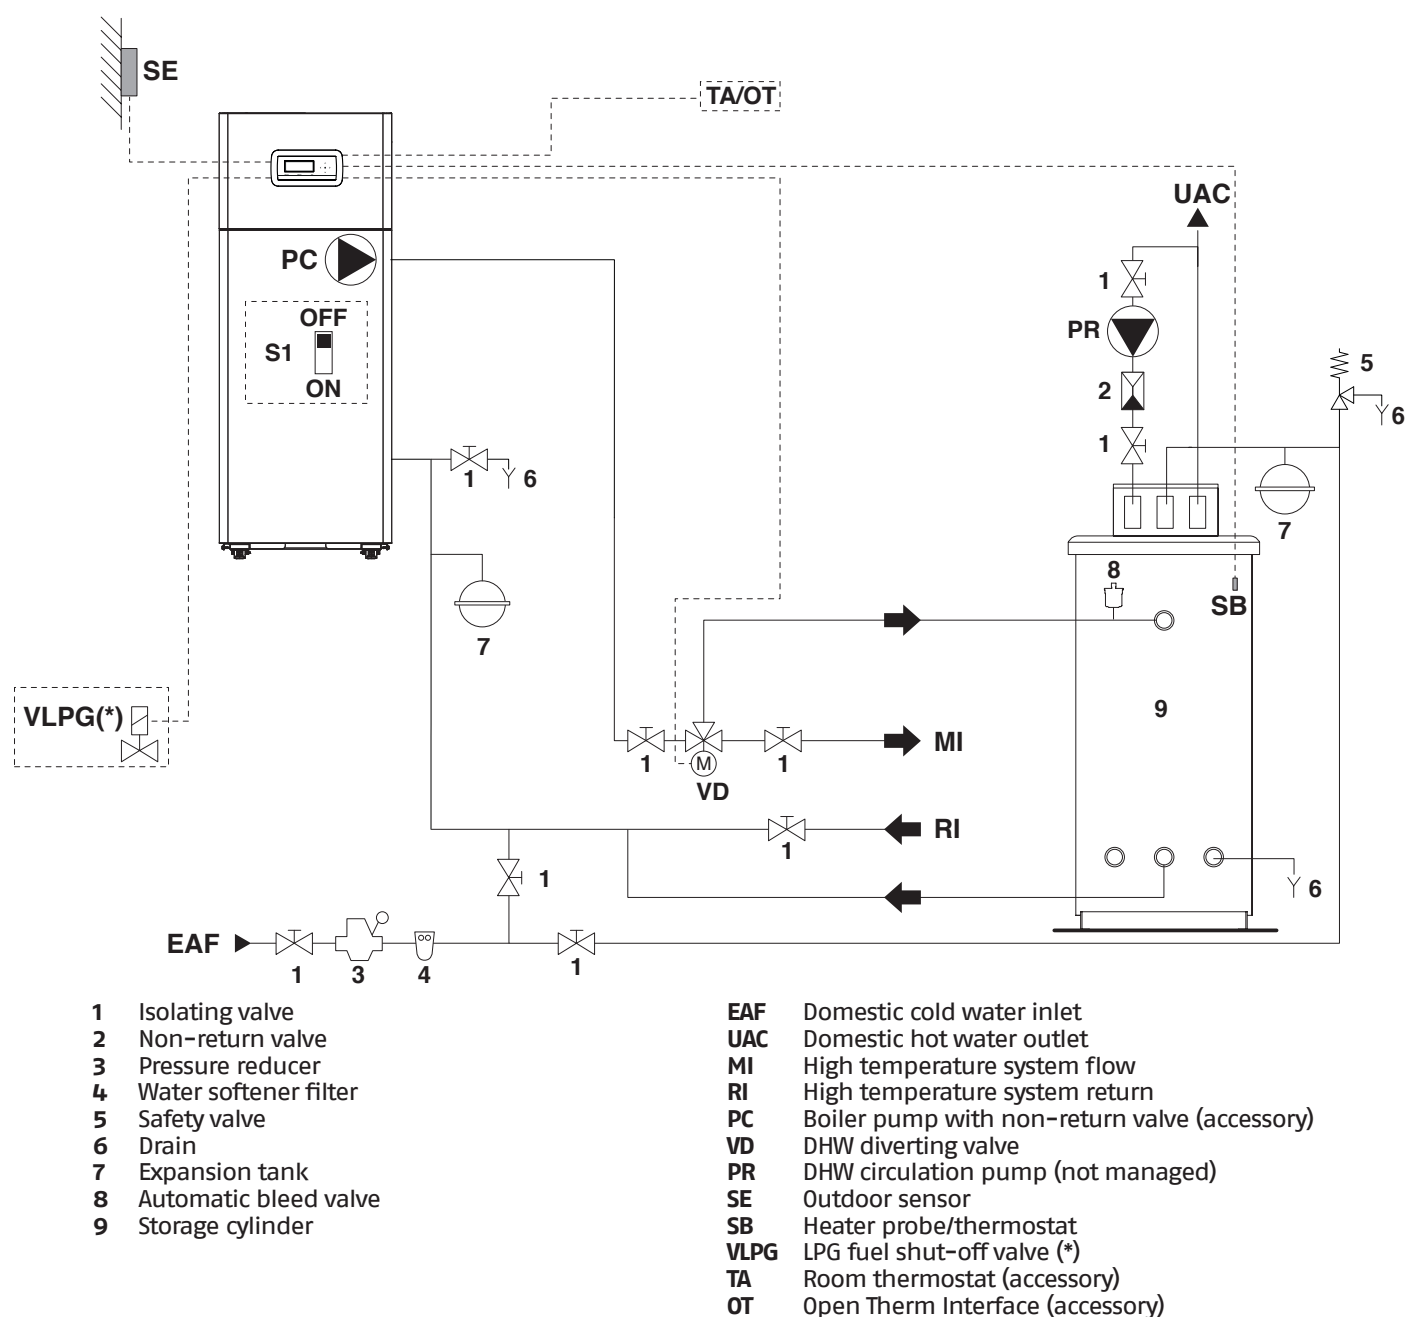 SE
TA/OT
UAC
PC
1
OFF
PR
S1
5
ON
2
6
1
1
6
7
8
SB
7
VLPG(*)
9
M
MI
1
1
VD
RI
1
1
6
EAF
1
3
4
1
1 Isolating valve
2 Non-return valve
3 Pressure reducer
4 Water softener filter
5 Safety valve
6 Drain
7 Expansion tank
8 Automatic bleed valve
9 Storage cylinder
EAF Domestic cold water inlet
UAC Domestic hot water outlet
MI High temperature system flow
RI High temperature system return
PC Boiler pump with non-return valve (accessory)
VD DHW diverting valve
PR DHW circulation pump (not managed)
SE Outdoor sensor
SB Heater probe/thermostat
VLPG LPG fuel shut-off valve (*)
TA Room thermostat (accessory)
OT Open Therm Interface (accessory)